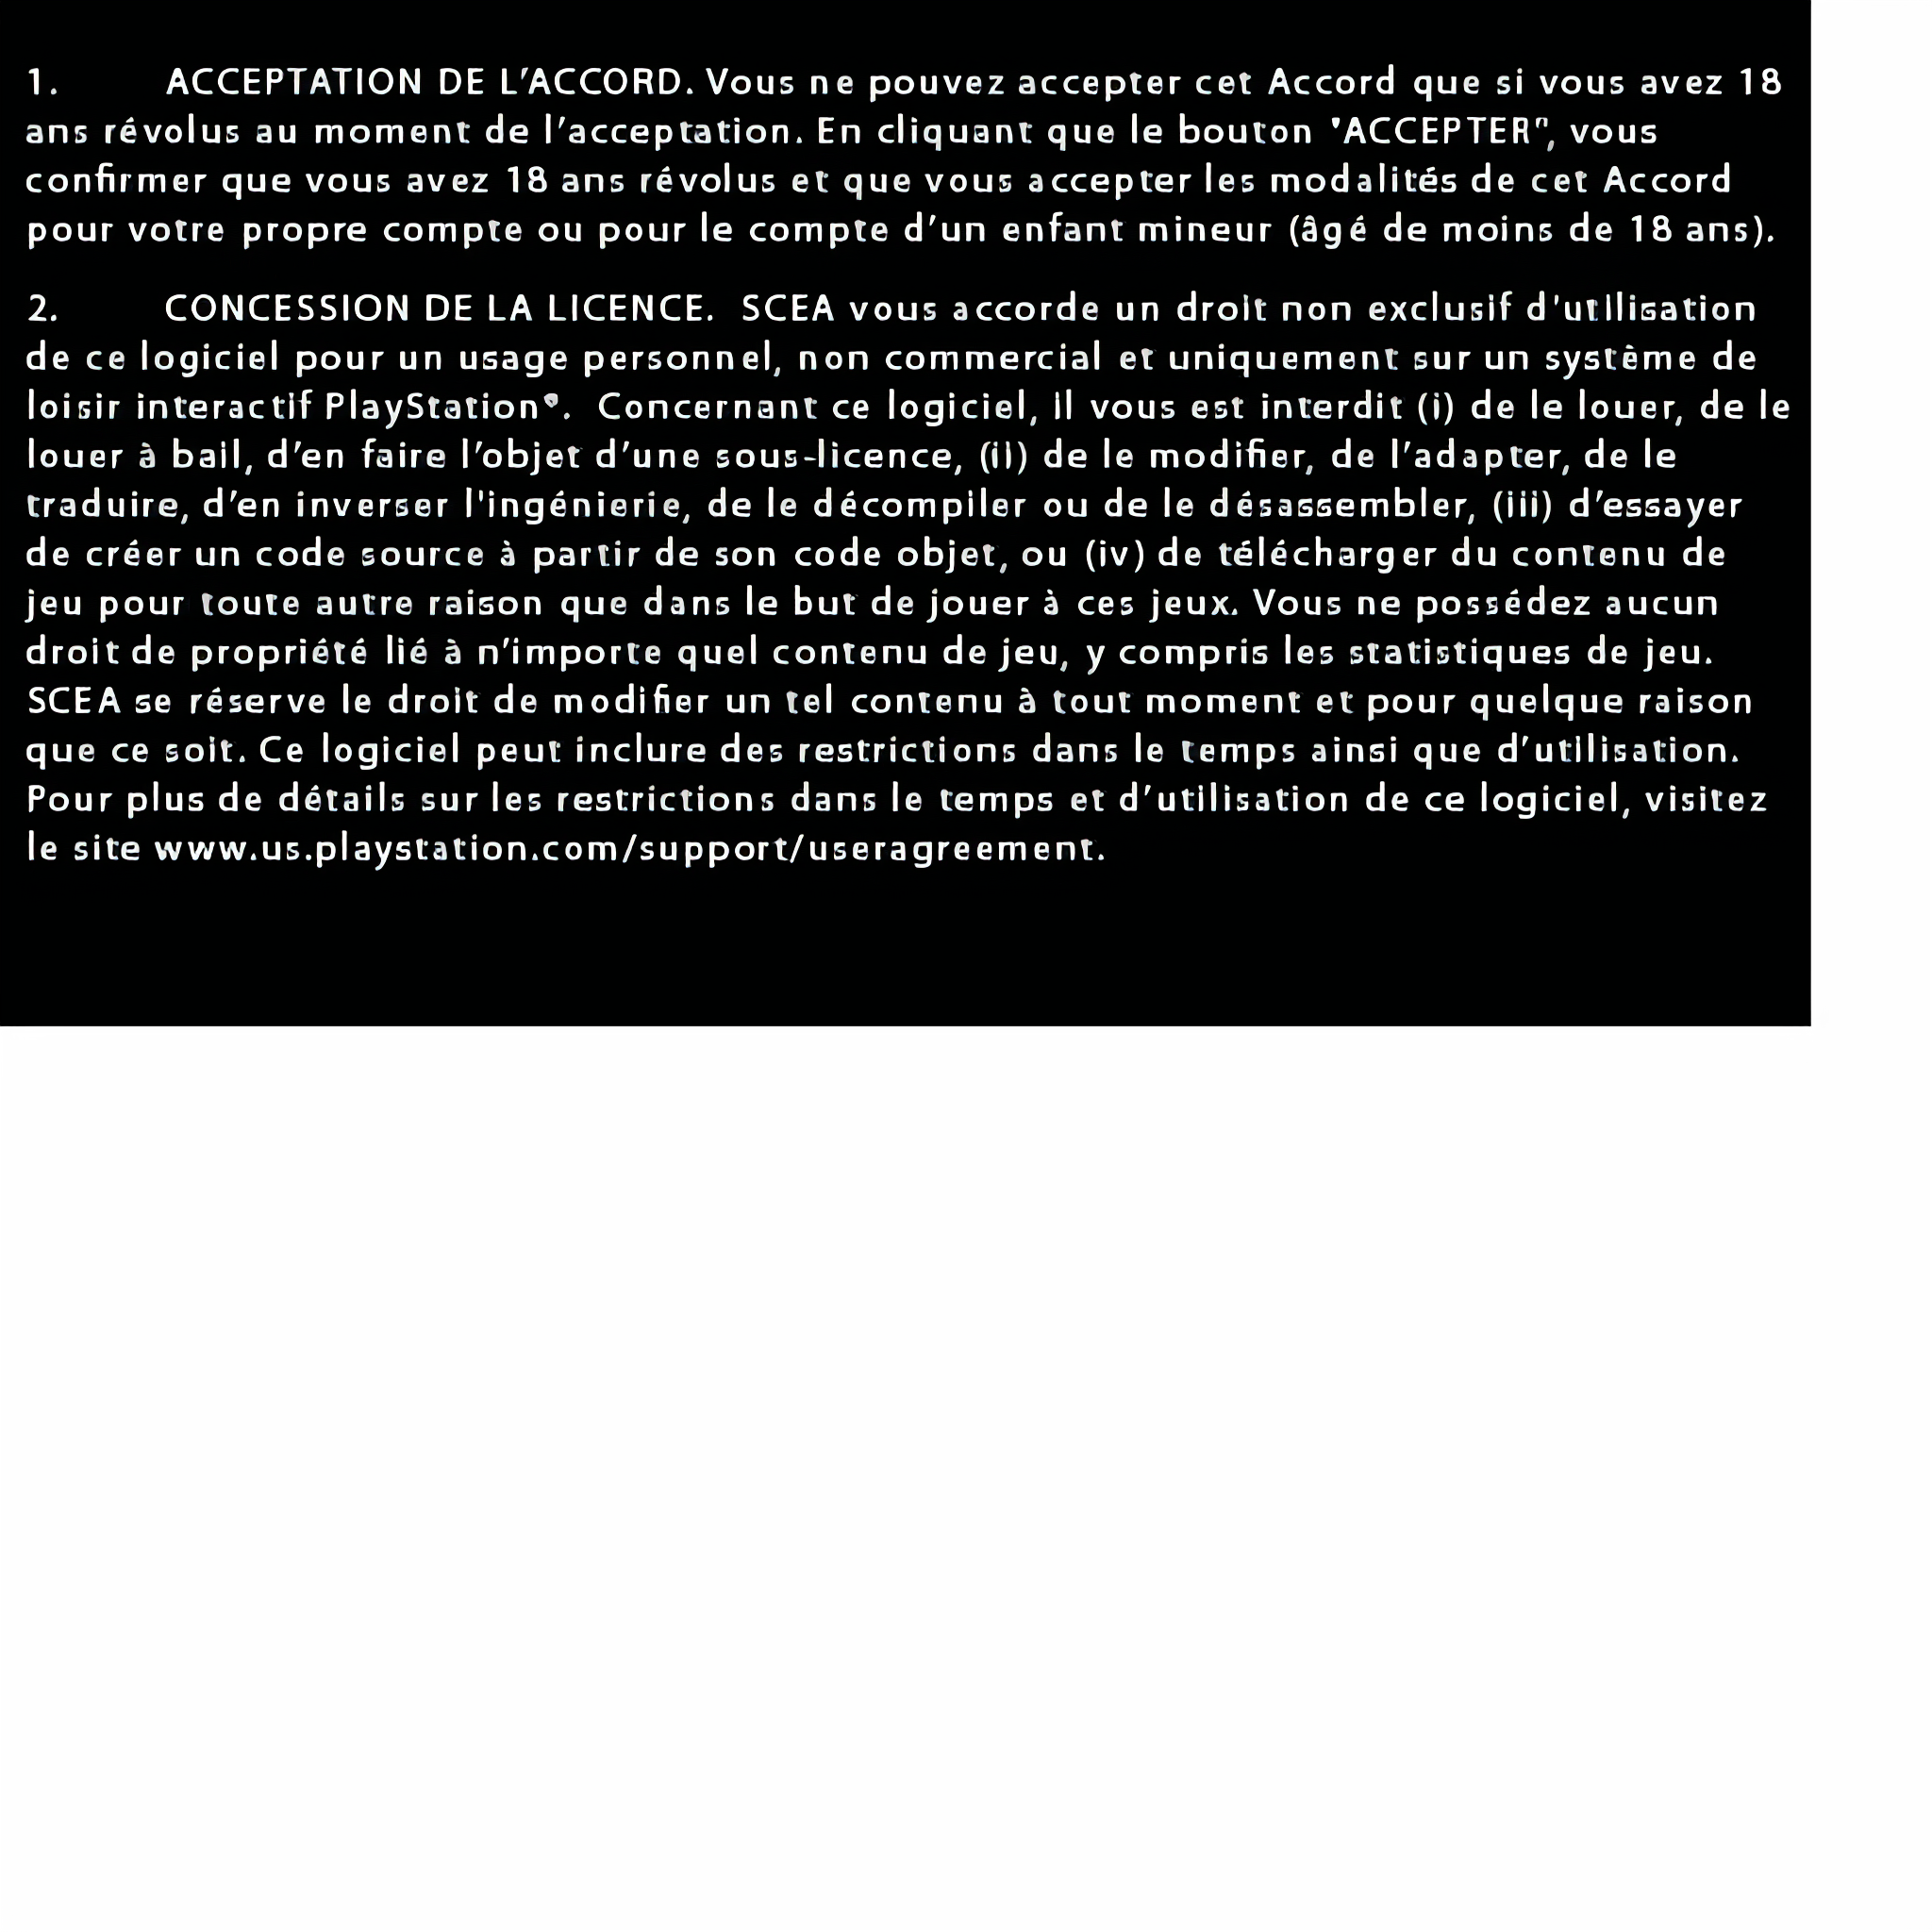 1. ACCEPTATION DE L'ACCORD. Vous ne pouvez accepter cet Accord que si vous avez 18
ans révolus au moment de l'acceptation. En cliquant que le bouton "ACCEPTER", vous
confirmer que vous avez 18 ans révolus et que vous accepter les modalités de cet Accord
pour votre propre compte ou pour le compte d'un enfant mineur (âgé de moins de 18 ans).
2. CONCESSION DE LA LICENCE. SCEA vous accorde un droit non exclusif d'utilisation
de ce logiciel pour un usage personnel, non commercial et uniquement sur un système de
loisir interactif PlayStation®. Concernant ce logiciel, il vous est interdit (i) de le louer, de le
louer à bail, d'en faire l'objet d'une sous-licence, (ii) de le modifier, de l'adapter, de le
traduire, d'en inverser l'ingénierie, de le décompiler ou de le désassembler, (iii) d'essayer
de créer un code source à partir de son code objet, ou (iv) de télécharger du contenu de
jeu pour toute autre raison que dans le but de jouer à ces jeux. Vous ne possédez aucun
droit de propriété lié à n'importe quel contenu de jeu, y compris les statistiques de jeu.
SCEA se réserve le droit de modifier un tel contenu à tout moment et pour quelque raison
que ce soit. Ce logiciel peut inclure des restrictions dans le temps ainsi que d'utilisation.
Pour plus de détails sur les restrictions dans le temps et d'utilisation de ce logiciel, visitez
le site www.us.playstation.com/support/useragreement.